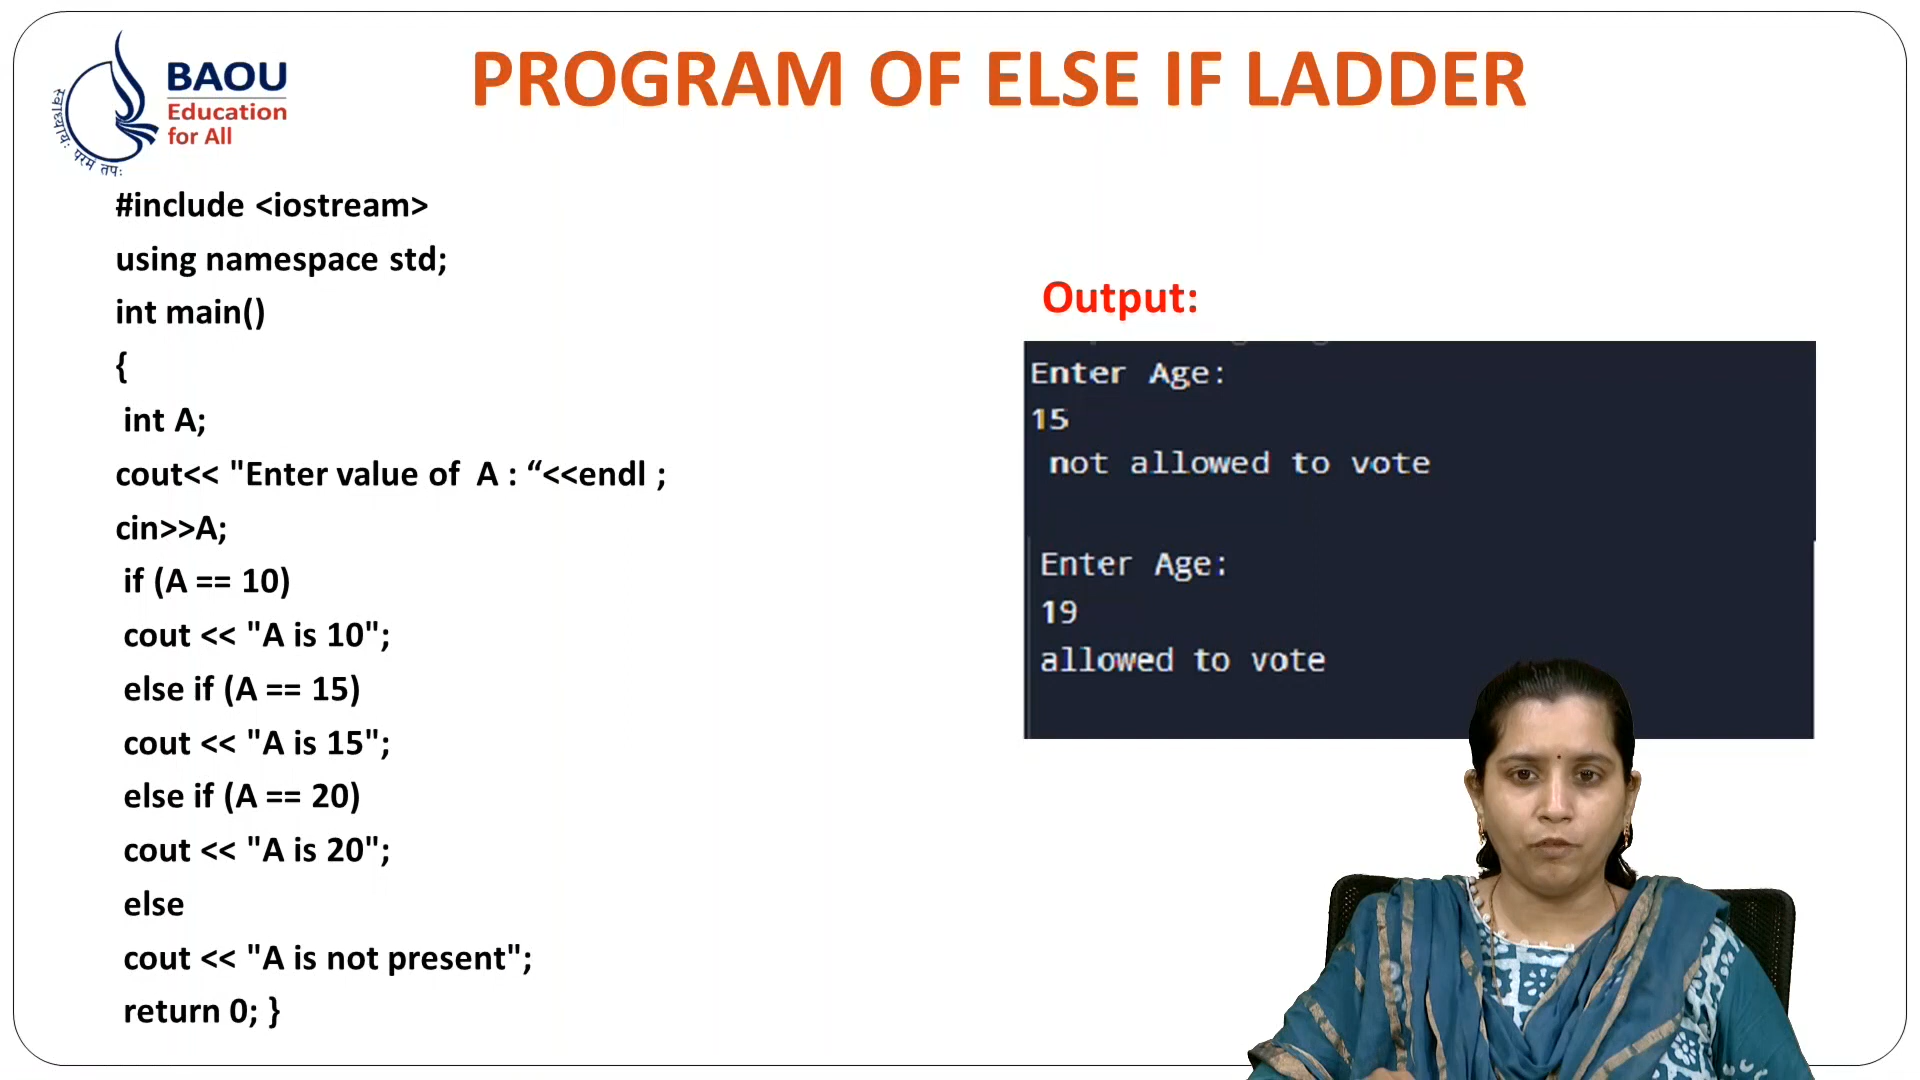 BAOU
Education
for All
स्वाध्यायः परमं तपः
PROGRAM OF ELSE IF LADDER
#include <iostream>
using namespace std;
int main()
{
int A;
cout<< "Enter value of  A : “<<endl ;
cin>>A;
if (A == 10)
cout << "A is 10";
else if (A == 15)
cout << "A is 15";
else if (A == 20)
cout << "A is 20";
else
cout << "A is not present";
return 0; }
Output:
Enter Age:
15
not allowed to vote
Enter Age:
19
allowed to vote